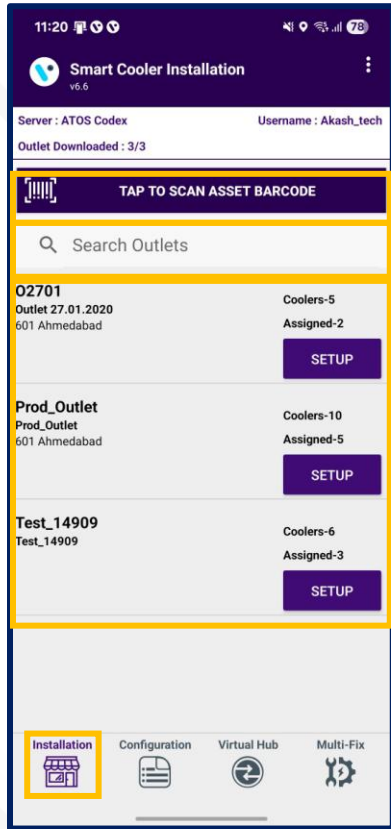 11:20
78
Smart Cooler Installation
v6.6
Server : ATOS Codex Username : Akash_tech
Outlet Downloaded : 3/3
TAP TO SCAN ASSET BARCODE
Search Outlets
O2701
Outlet 27.01.2020
601 Ahmedabad
Coolers-5
Assigned-2
SETUP
Prod_Outlet
Prod_Outlet
601 Ahmedabad
Coolers-10
Assigned-5
SETUP
Test_14909
Test_14909
Coolers-6
Assigned-3
SETUP
Installation Configuration Virtual Hub Multi-Fix